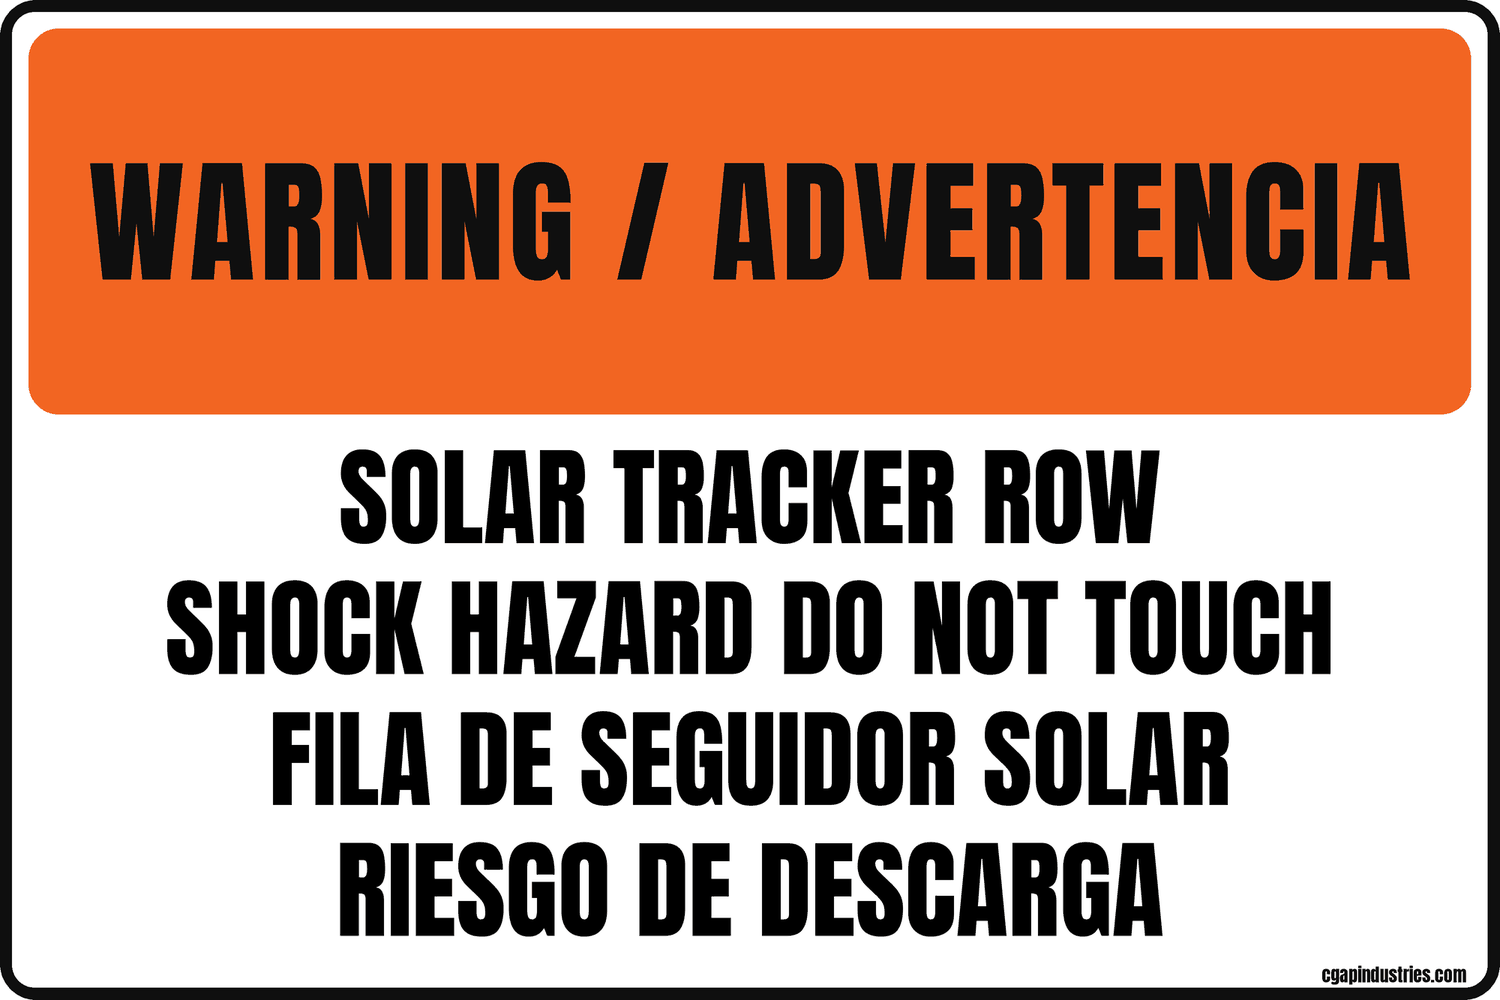 WARNING / ADVERTENCIA
SOLAR TRACKER ROW
SHOCK HAZARD DO NOT TOUCH
FILA DE SEGUIDOR SOLAR
RIESGO DE DESCARGA
cgapindustries.com